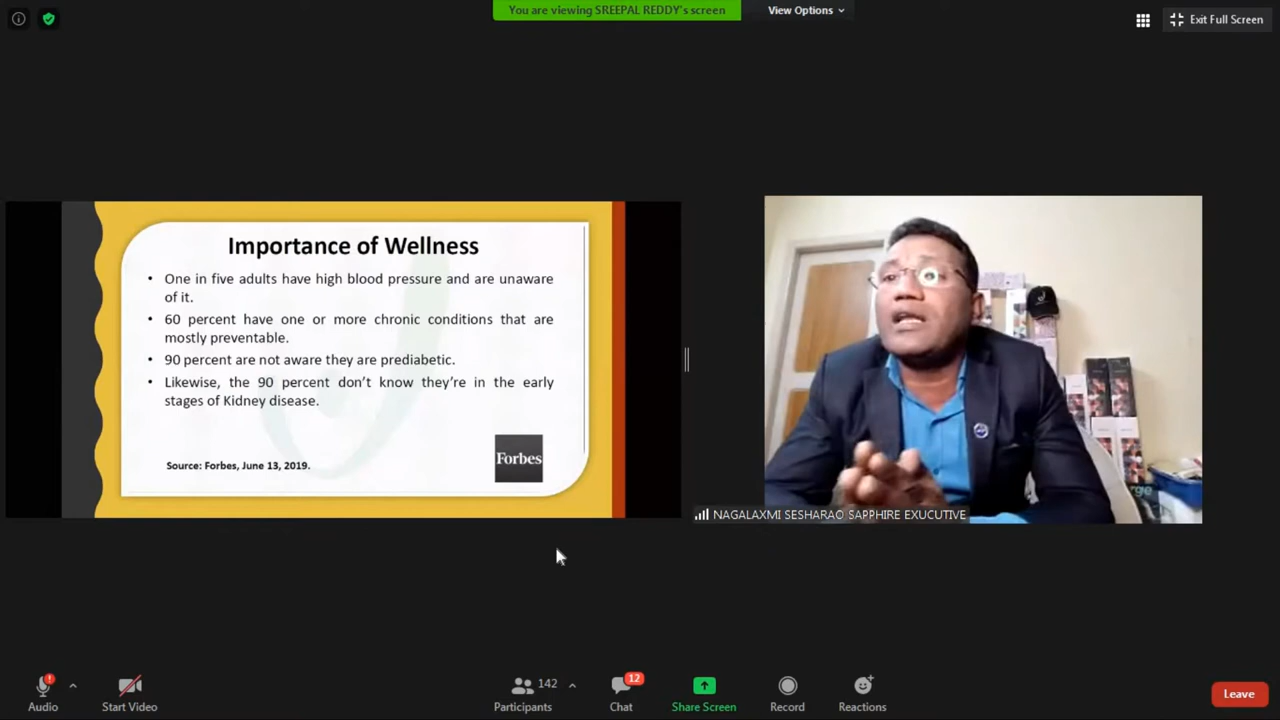 You are viewing SREEPAL REDDY's screen
View Options
Exit Full Screen
Importance of Wellness
• One in five adults have high blood pressure and are unaware
of it.
• 60 percent have one or more chronic conditions that are
mostly preventable.
• 90 percent are not aware they are prediabetic.
• Likewise, the 90 percent don't know they're in the early
stages of Kidney disease.
Source: Forbes, June 13, 2019.
Forbes
NAGALAXMI SESHARAO SAPPHIRE EXUCUTIVE
Audio
Start Video
142
Participants
12
Chat
Share Screen
Record
Reactions
Leave